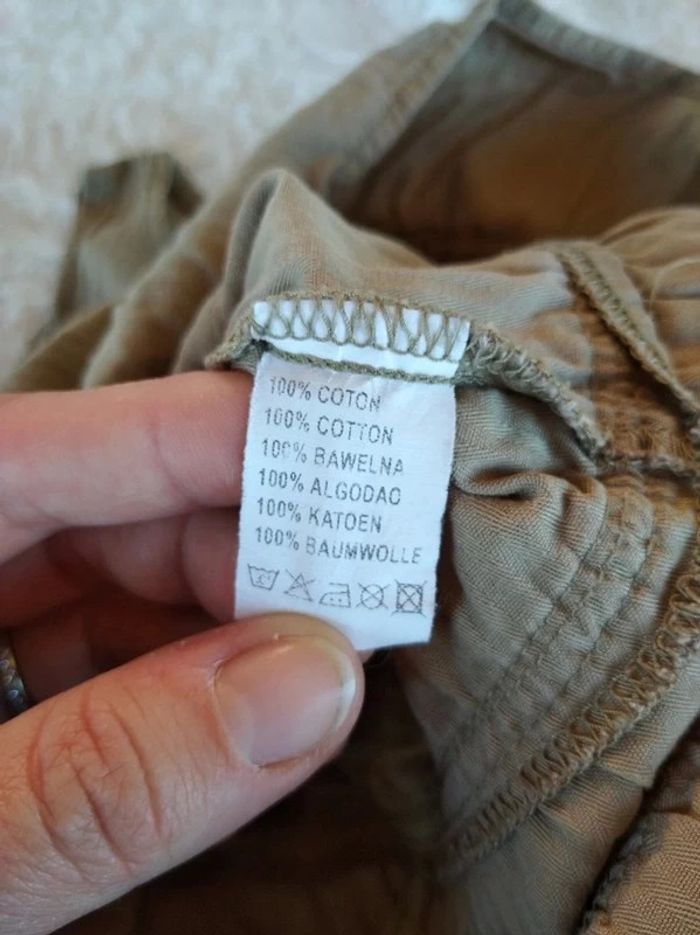 100% COTON
100% COTTON
100% BAWELNA
100% ALGODAO
100% KATOEN
100% BAUMWOLLE